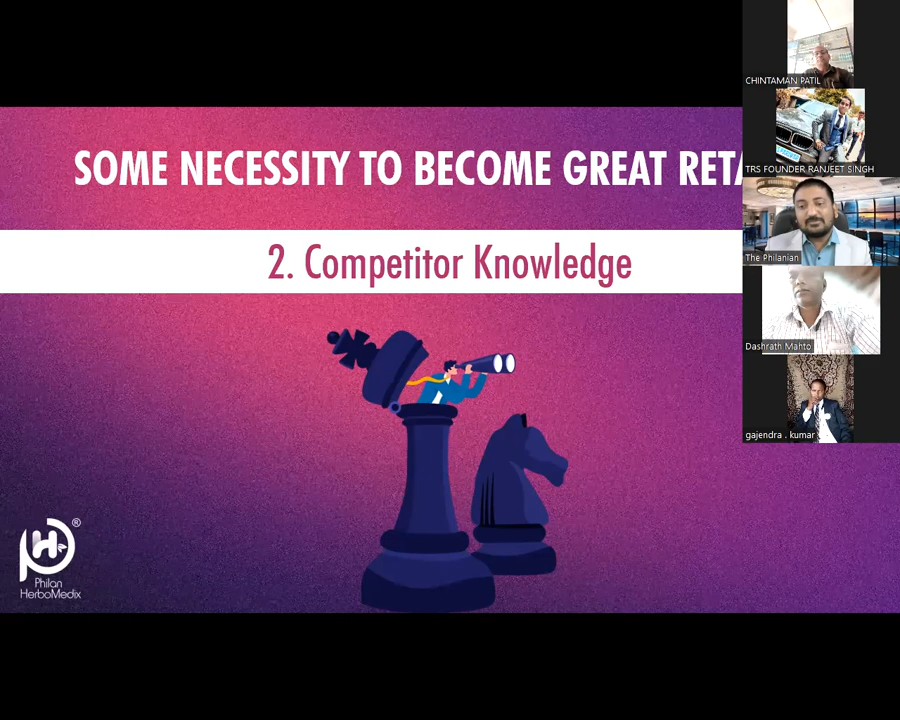 SOME NECESSITY TO BECOME GREAT
2. Competitor Knowledge
CHINTAMAN PATIL
TRS FOUNDER RANJEET SINGH
The Philanian
Dashrath Mahto
gajendra . kumar
®
Philan
HerboMedix